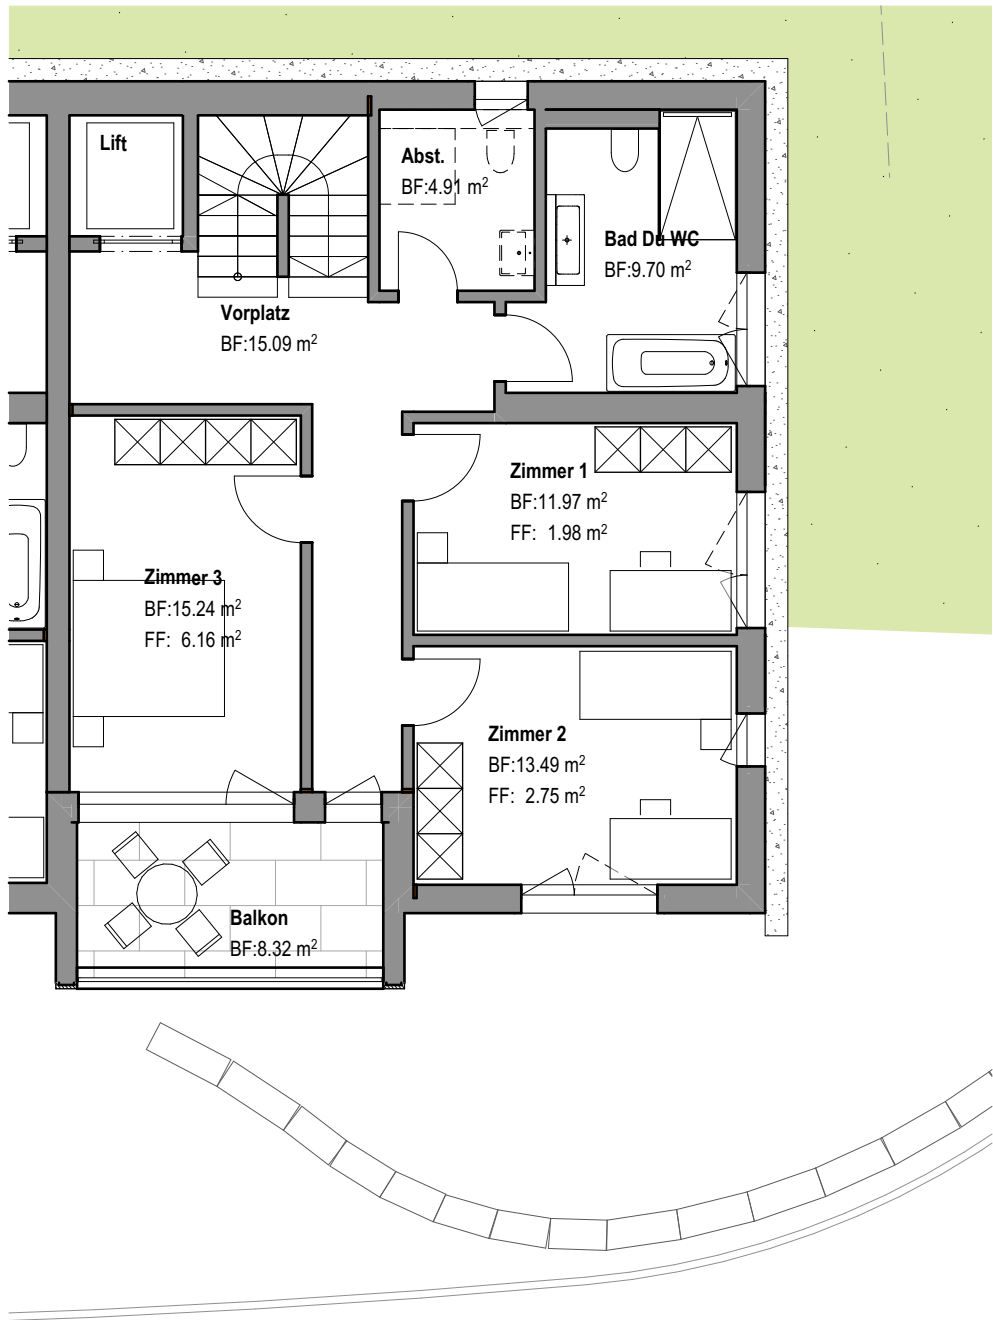 Lift
Abst.
BF:4.91 m²
Bad Du WC
BF:9.70 m²
Vorplatz
BF:15.09 m²
Zimmer 1
BF:11.97 m²
FF: 1.98 m²
Zimmer 3
BF:15.24 m²
FF: 6.16 m²
Zimmer 2
BF:13.49 m²
FF: 2.75 m²
Balkon
BF:8.32 m²